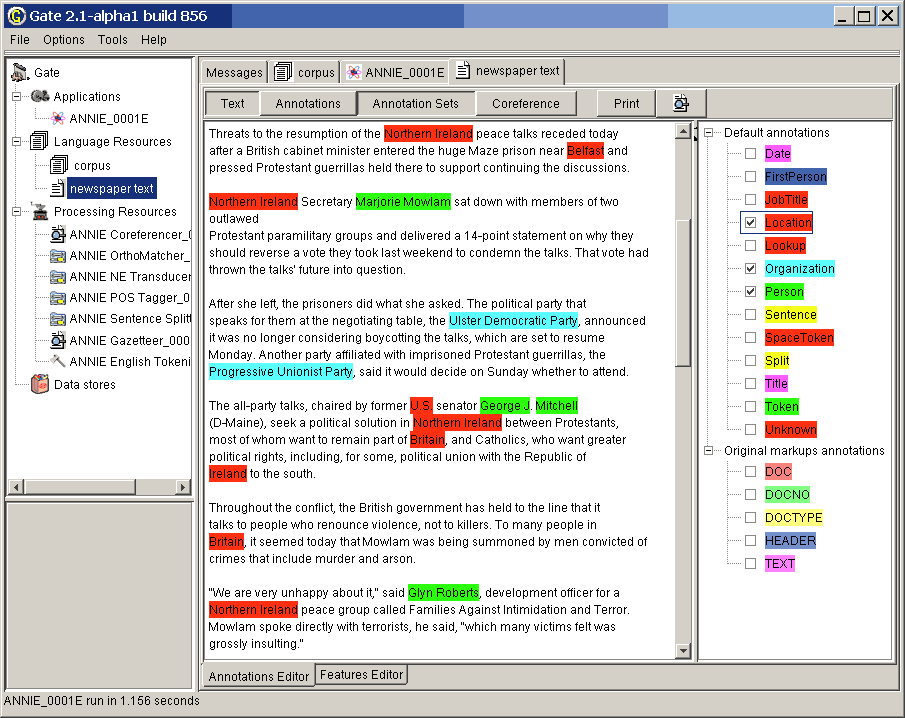 Gate 2.1-alpha1 build 856
File Options Tools Help
Gate
Applications
ANNIE_0001E
Language Resources
corpus
newspaper text
Processing Resources
ANNIE Coreferencer_0
ANNIE OrthoMatcher_
ANNIE NE Transducer
ANNIE POS Tagger_0
ANNIE Sentence Splitt
ANNIE Gazetteer_000
ANNIE English Tokeni
Data stores
Messages corpus ANNIE_0001E newspaper text
Text Annotations Annotation Sets Coreference Print
Threats to the resumption of the Northern Ireland peace talks receded today
after a British cabinet minister entered the huge Maze prison near Belfast and
pressed Protestant guerrillas held there to support continuing the discussions.
Northern Ireland Secretary Marjorie Mowlam sat down with members of two
outlawed
Protestant paramilitary groups and delivered a 14-point statement on why they
should reverse a vote they took last weekend to condemn the talks. That vote had
thrown the talks' future into question.
After she left, the prisoners did what she asked. The political party that
speaks for them at the negotiating table, the Ulster Democratic Party, announced
it was no longer considering boycotting the talks, which are set to resume
Monday. Another party affiliated with imprisoned Protestant guerrillas, the
Progressive Unionist Party, said it would decide on Sunday whether to attend.
The all-party talks, chaired by former U.S. senator George J. Mitchell
(D-Maine), seek a political solution in Northern Ireland between Protestants,
most of whom want to remain part of Britain, and Catholics, who want greater
political rights, including, for some, political union with the Republic of
Ireland to the south.
Throughout the conflict, the British government has held to the line that it
talks to people who renounce violence, not to killers. To many people in
Britain, it seemed today that Mowlam was being summoned by men convicted of
crimes that include murder and arson.
"We are very unhappy about it," said Glyn Roberts, development officer for a
Northern Ireland peace group called Families Against Intimidation and Terror.
Mowlam spoke directly with terrorists, he said, "which many victims felt was
grossly insulting."
Default annotations
Date
FirstPerson
JobTitle
Location
Lookup
Organization
Person
Sentence
SpaceToken
Split
Title
Token
Unknown
Original markups annotations
DOC
DOCNO
DOCTYPE
HEADER
TEXT
Annotations Editor Features Editor
ANNIE_0001E run in 1.156 seconds